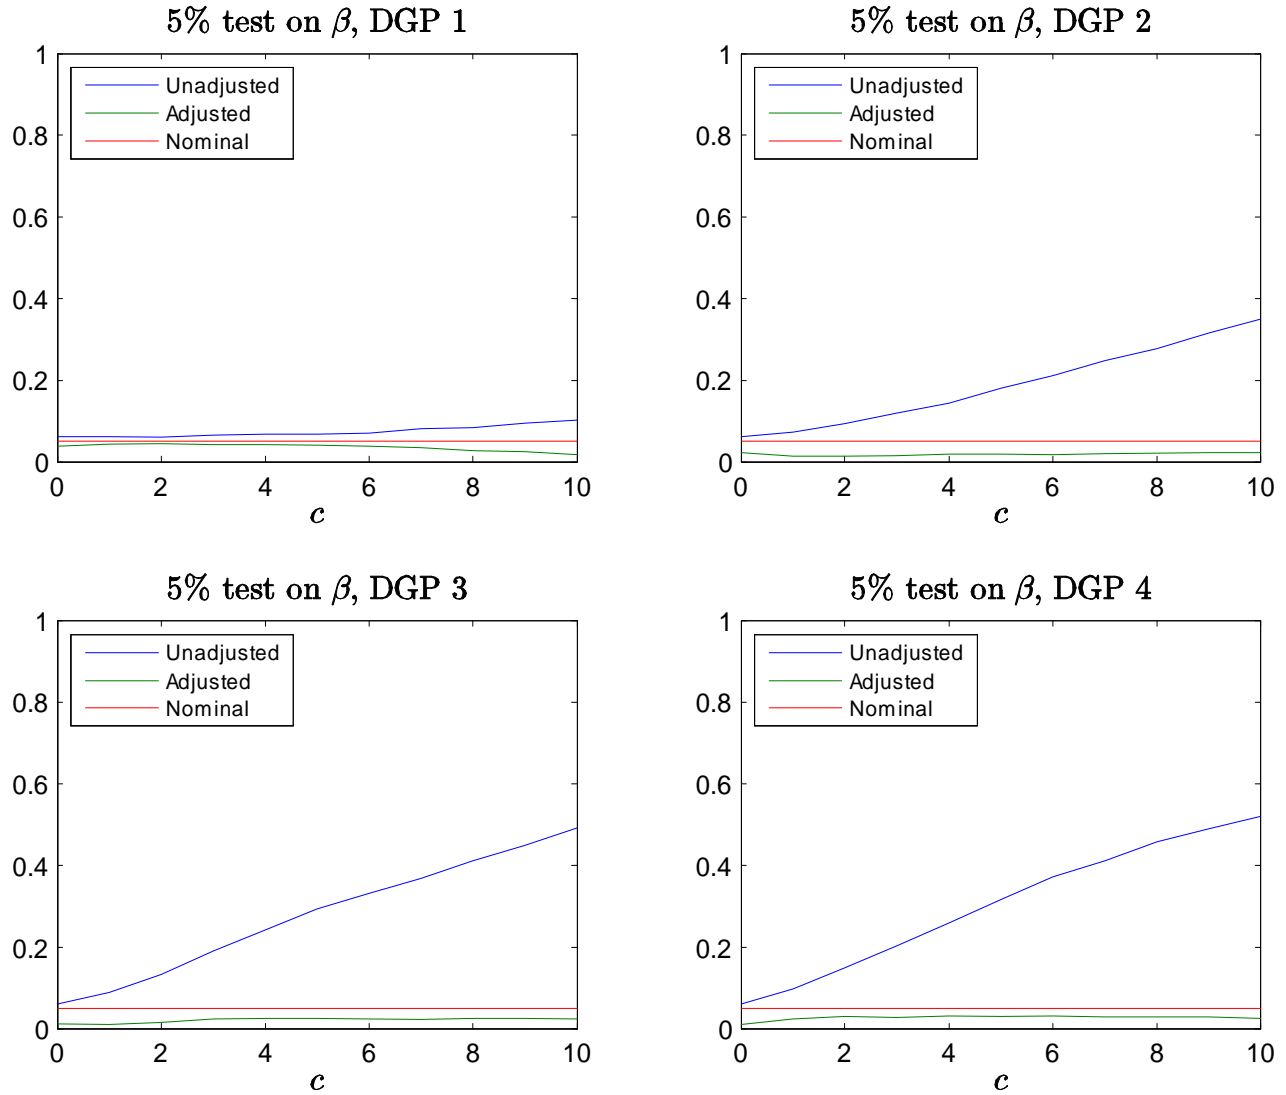 5% test on β, DGP 1
1
0.8
0.6
0.4
0.2
0
Unadjusted
Adjusted
Nominal
0 2 4 6 8 10
c
5% test on β, DGP 2
1
0.8
0.6
0.4
0.2
0
Unadjusted
Adjusted
Nominal
0 2 4 6 8 10
c
5% test on β, DGP 3
1
0.8
0.6
0.4
0.2
0
Unadjusted
Adjusted
Nominal
0 2 4 6 8 10
c
5% test on β, DGP 4
1
0.8
0.6
0.4
0.2
0
Unadjusted
Adjusted
Nominal
0 2 4 6 8 10
c